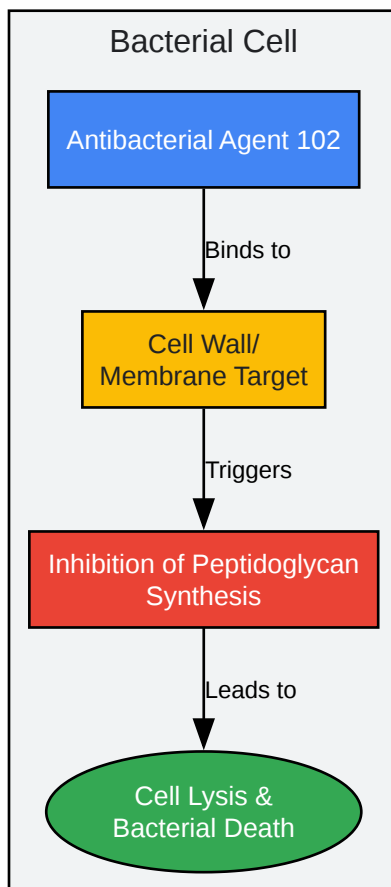 Bacterial Cell
Antibacterial Agent 102
Binds to
Cell Wall/
Membrane Target
Triggers
Inhibition of Peptidoglycan
Synthesis
Leads to
Cell Lysis &
Bacterial Death